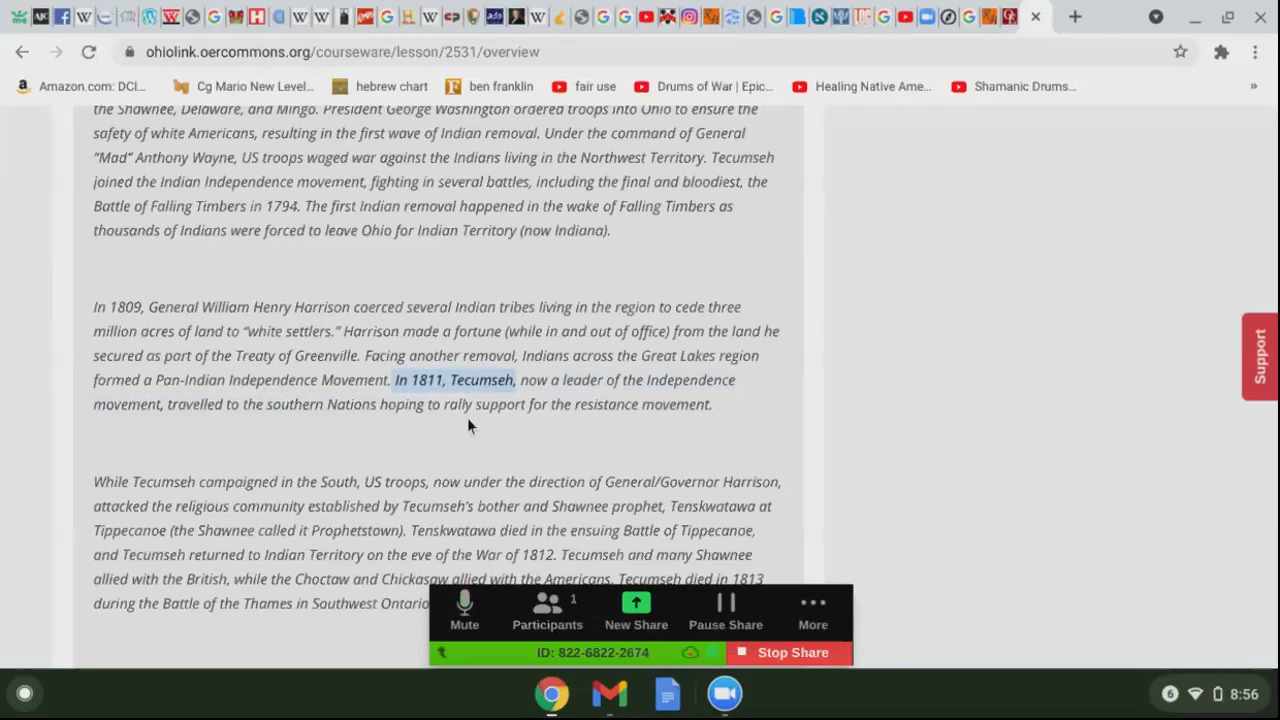 ohiolink.oercommons.org/courseware/lesson/2531/overview
Amazon.com: DCI... Cg Mario New Level... hebrew chart ben franklin fair use Drums of War | Epic... Healing Native Ame... Shamanic Drums... »
the Shawnee, Delaware, and Mingo. President George Washington ordered troops into Ohio to ensure the
safety of white Americans, resulting in the first wave of Indian removal. Under the command of General
"Mad" Anthony Wayne, US troops waged war against the Indians living in the Northwest Territory. Tecumseh
joined the Indian Independence movement, fighting in several battles, including the final and bloodiest, the
Battle of Falling Timbers in 1794. The first Indian removal happened in the wake of Falling Timbers as
thousands of Indians were forced to leave Ohio for Indian Territory (now Indiana).
In 1809, General William Henry Harrison coerced several Indian tribes living in the region to cede three
million acres of land to “white settlers.” Harrison made a fortune (while in and out of office) from the land he
secured as part of the Treaty of Greenville. Facing another removal, Indians across the Great Lakes region
formed a Pan-Indian Independence Movement. In 1811, Tecumseh, now a leader of the Independence
movement, travelled to the southern Nations hoping to rally support for the resistance movement.
While Tecumseh campaigned in the South, US troops, now under the direction of General/Governor Harrison,
attacked the religious community established by Tecumseh's bother and Shawnee prophet, Tenskwatawa at
Tippecanoe (the Shawnee called it Prophetstown). Tenskwatawa died in the ensuing Battle of Tippecanoe,
and Tecumseh returned to Indian Territory on the eve of the War of 1812. Tecumseh and many Shawnee
allied with the British, while the Choctaw and Chickasaw allied with the Americans. Tecumseh died in 1813
during the Battle of the Thames in Southwest Ontario
Support
1
Mute Participants New Share Pause Share More
ID: 822-6822-2674 Stop Share
6 8:56